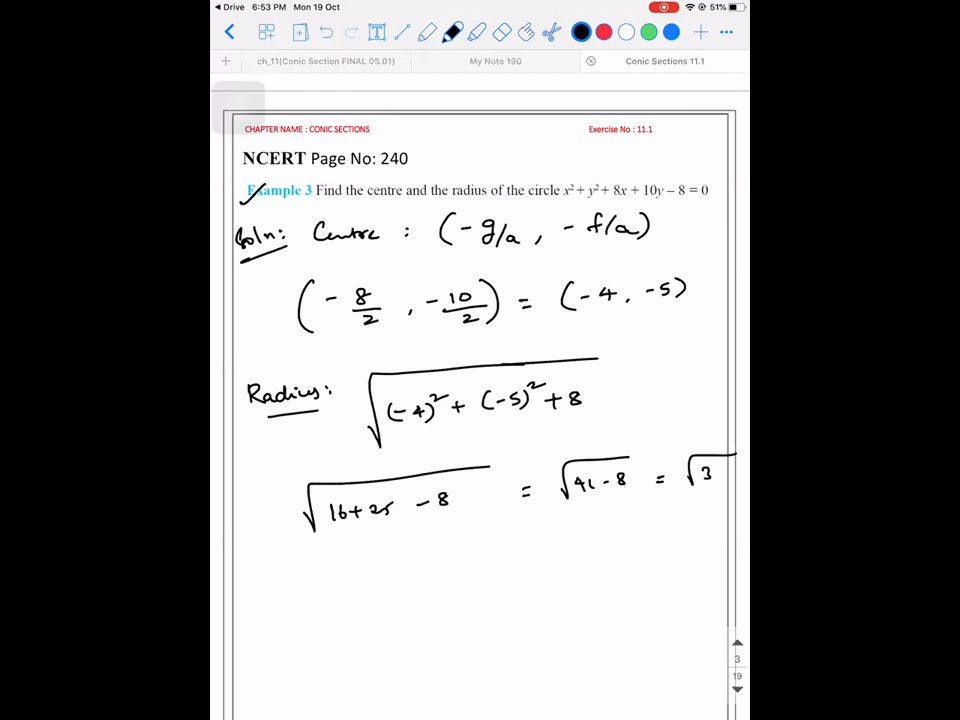 Drive 6:53 PM Mon 19 Oct 51%
ch_11(Conic Section FINAL 05.01) My Note 190 Conic Sections 11.1
CHAPTER NAME : CONIC SECTIONS Exercise No : 11.1
NCERT Page No: 240
Example 3 Find the centre and the radius of the circle x² + y² + 8x + 10y – 8 = 0
Soln: Centre : (-g/a, -f/a)
(-8/2, -10/2) = (-4, -5)
Radius: √((-4)² + (-5)² + 8)
√(16+25 - 8) = √(41 - 8) = √3
3
19